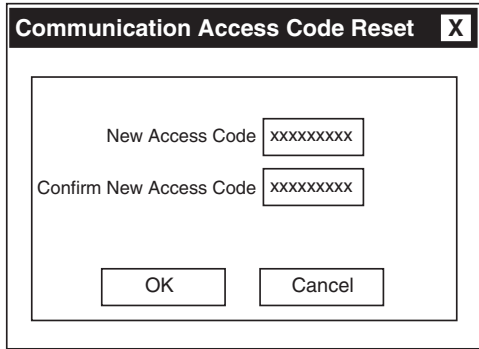 Communication Access Code Reset X
New Access Code xxxxxxxxx
Confirm New Access Code xxxxxxxxx
OK Cancel